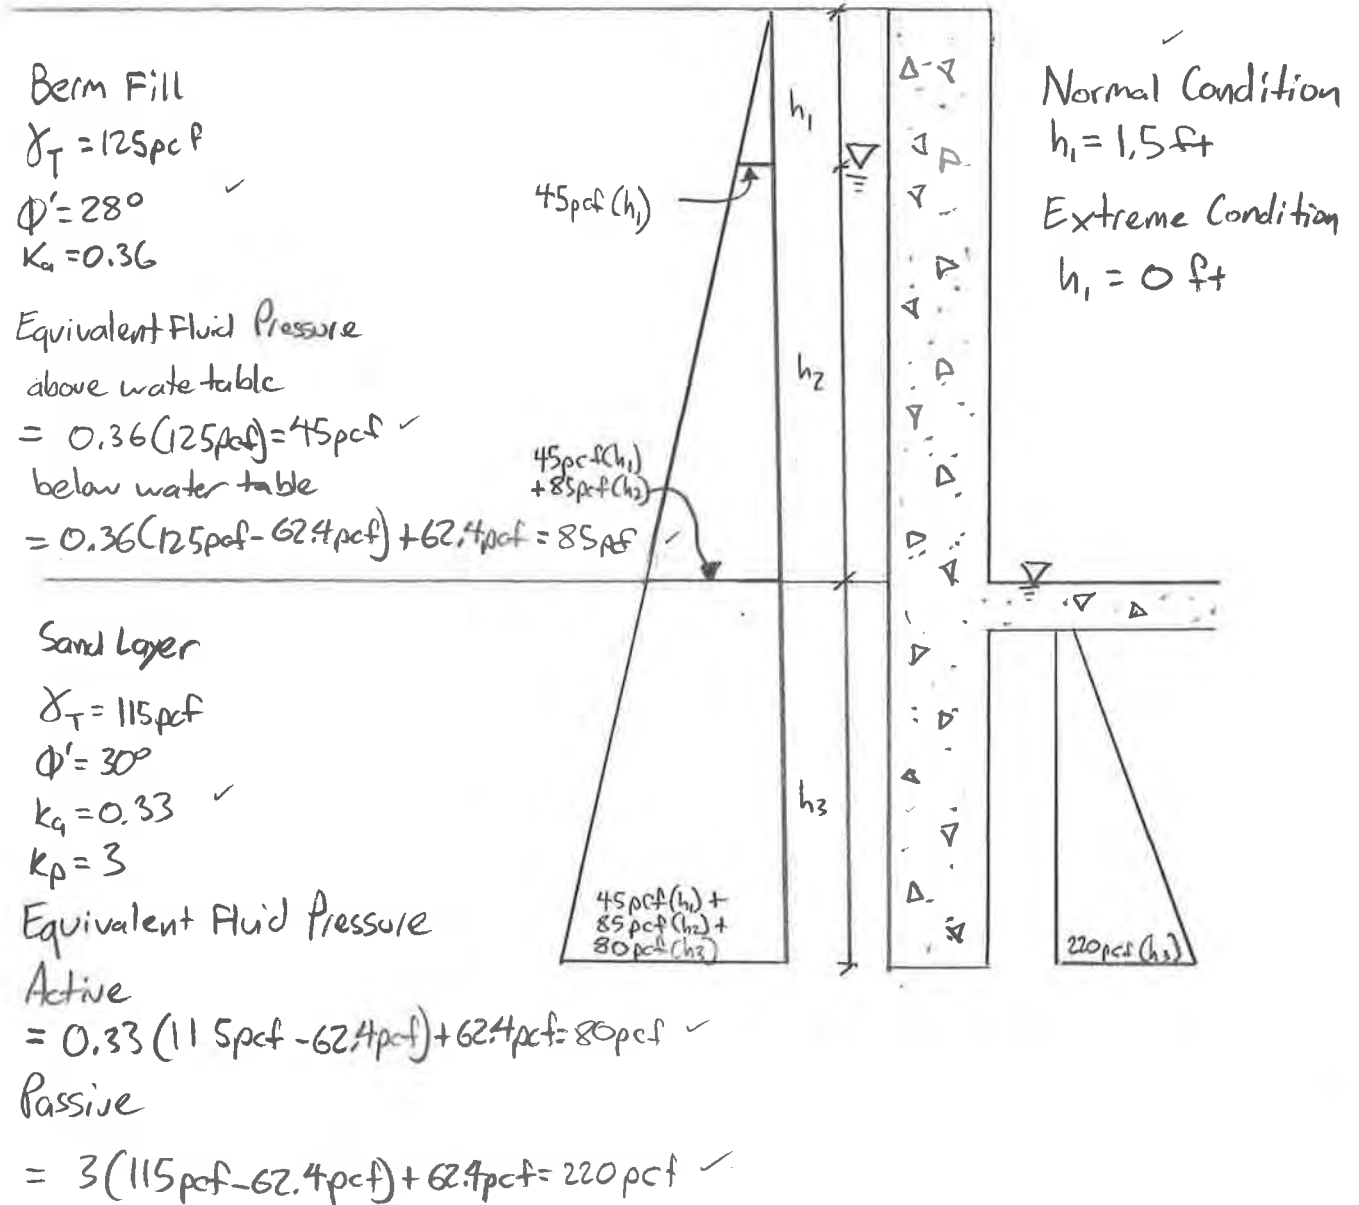 Berm Fill
γT = 125pcf
Φ'= 28°
Ka = 0.36
Equivalent Fluid Pressure
above wate table
= 0.36(125pcf)=45pcf ✓
below water table
= 0.36(125pcf - 62.4pcf) + 62.4pcf = 85pcf ✓
45pcf (h1)
45pcf(h1)
+85pcf(h2)
h1
h2
h3
Normal Condition
h1 = 1.5 ft
Extreme Condition
h1 = 0 ft
Sand Layer
γT = 115pcf
Φ'= 30°
ka = 0.33
Kp = 3
Equivalent Fluid Pressure
Active
= 0.33 (115pcf - 62.4pcf) + 62.4pcf = 80pcf ✓
Passive
= 3(115pcf-62.4pcf) + 62.4pcf = 220pcf ✓
45pcf(h1) +
85pcf(h2) +
80pcf(h3)
220pcf (h3)